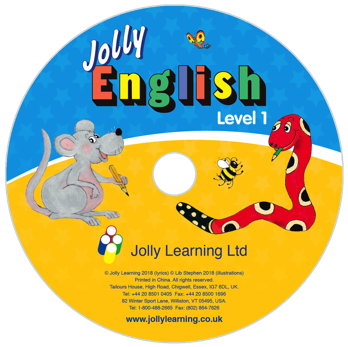 Jolly
English
Level 1
Jolly Learning Ltd
© Jolly Learning 2018 (lyrics) © Lib Stephen 2018 (illustrations)
Printed in China. All rights reserved.
Tailours House, High Road, Chigwell, Essex, IG7 6DL, UK.
Tel: +44 20 8501 0405 Fax: +44 20 8500 1696
82 Winter Sport Lane, Williston, VT 05495, USA.
Tel: 1-800-488-2665 Fax: (802) 864-7626
www.jollylearning.co.uk